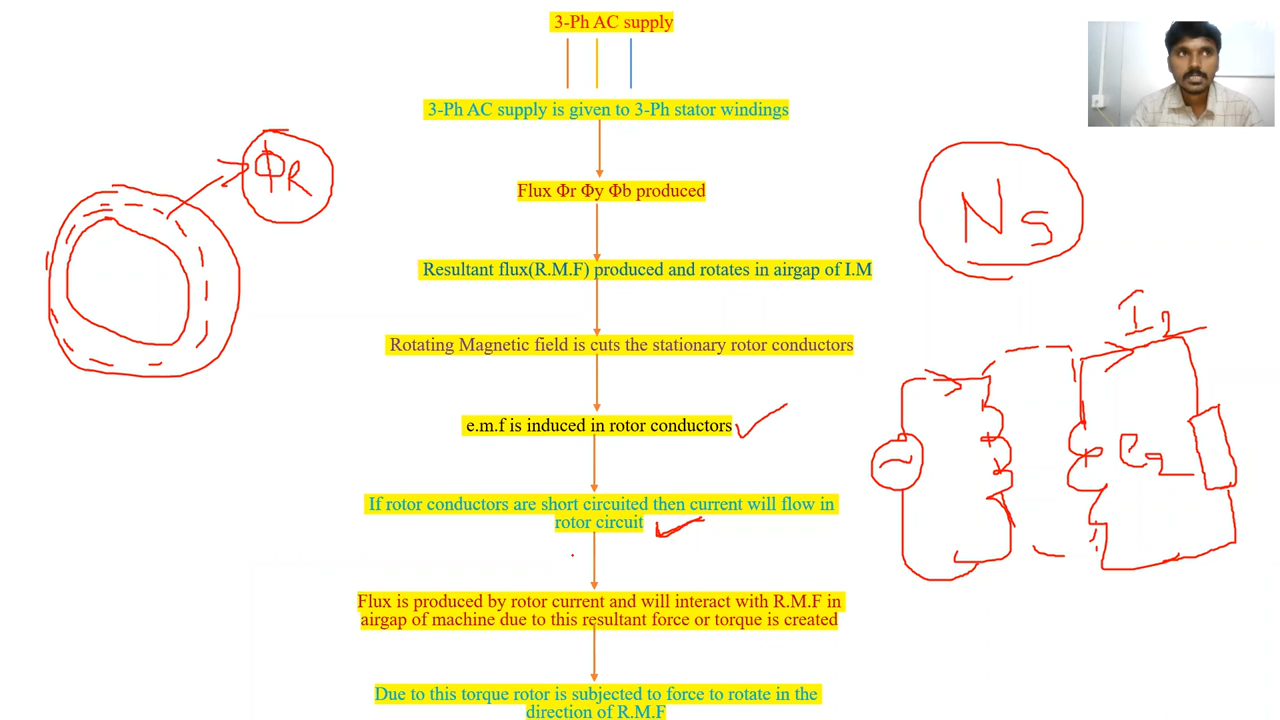 3-Ph AC supply
3-Ph AC supply is given to 3-Ph stator windings
Flux Φr Φy Φb produced
Resultant flux(R.M.F) produced and rotates in airgap of I.M
Rotating Magnetic field is cuts the stationary rotor conductors
e.m.f is induced in rotor conductors
If rotor conductors are short circuited then current will flow in
rotor circuit
Flux is produced by rotor current and will interact with R.M.F in
airgap of machine due to this resultant force or torque is created
Due to this torque rotor is subjected to force to rotate in the
direction of R.M.F
ΦR
Ns
I2
e2